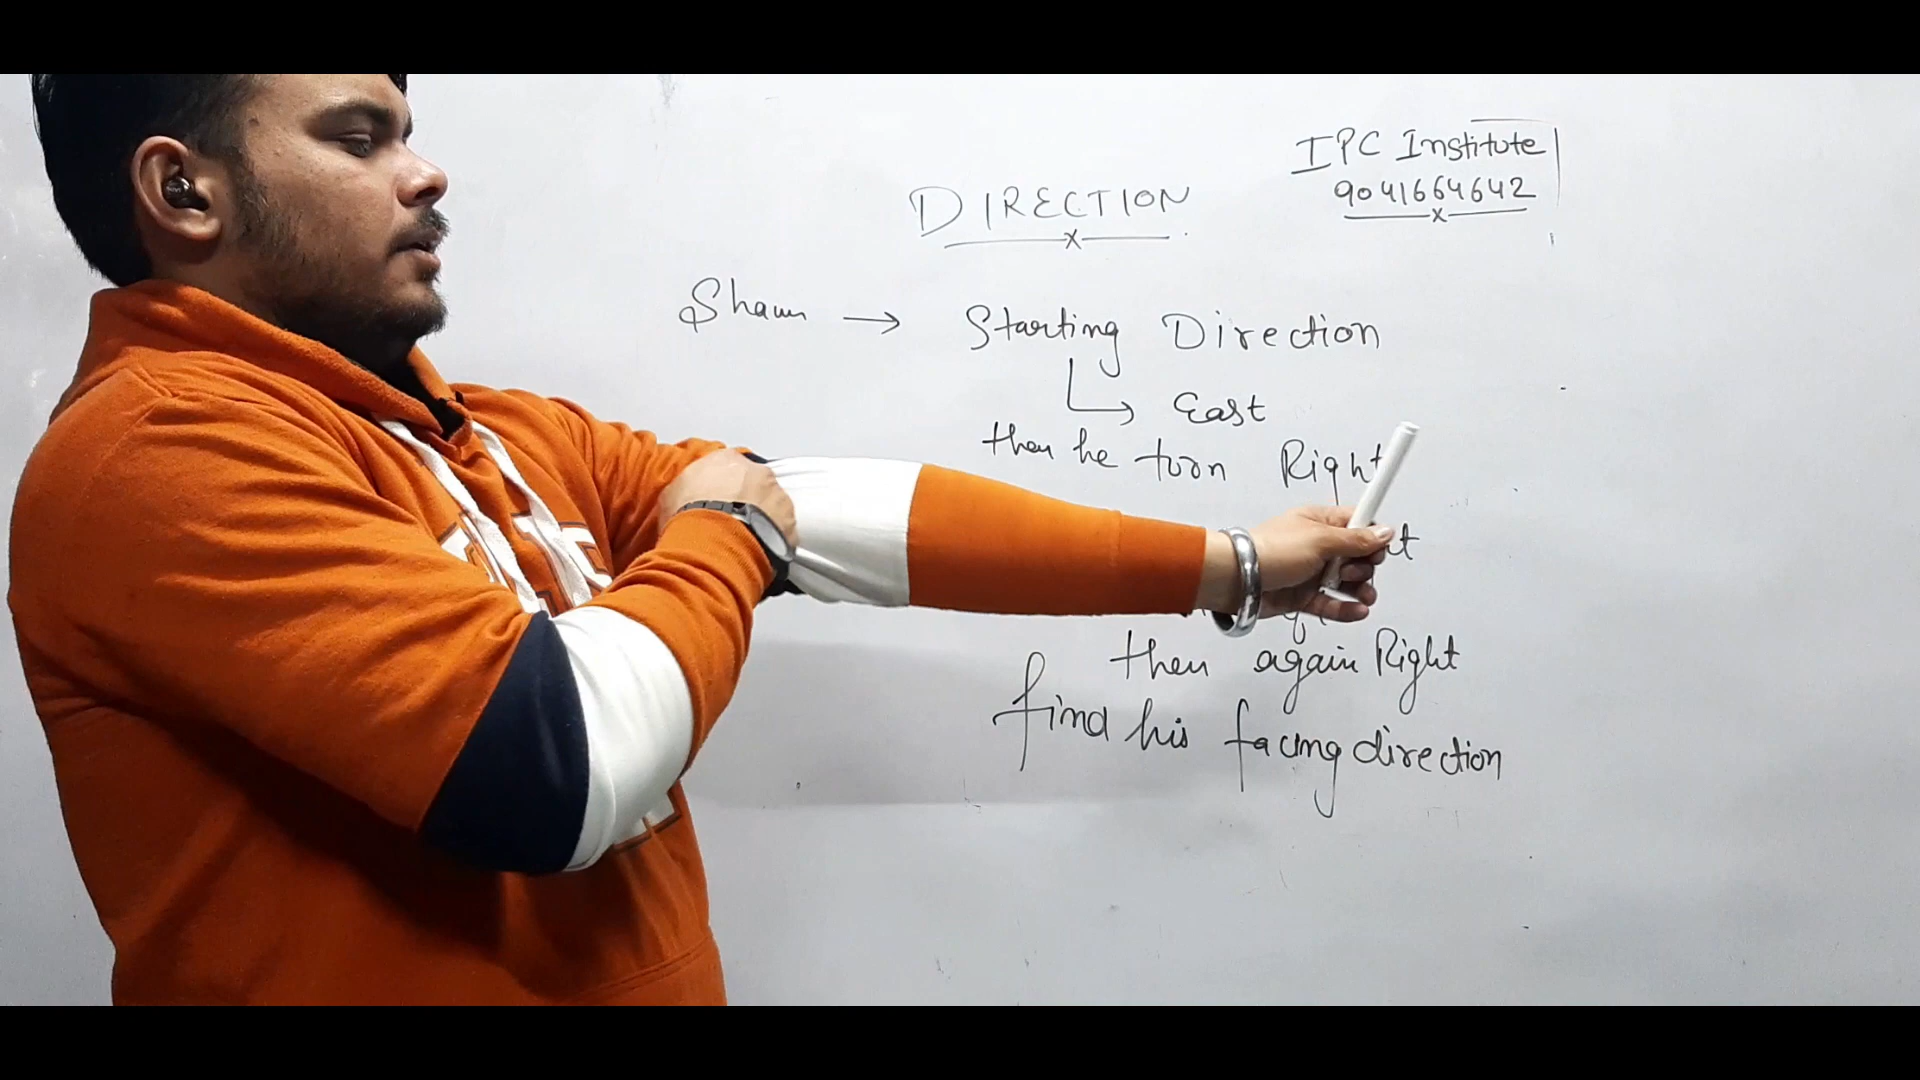 IPC Institute
9041664642
DIRECTION
Sham → Starting Direction
East
then he turn Right
then again Right
find his facing direction